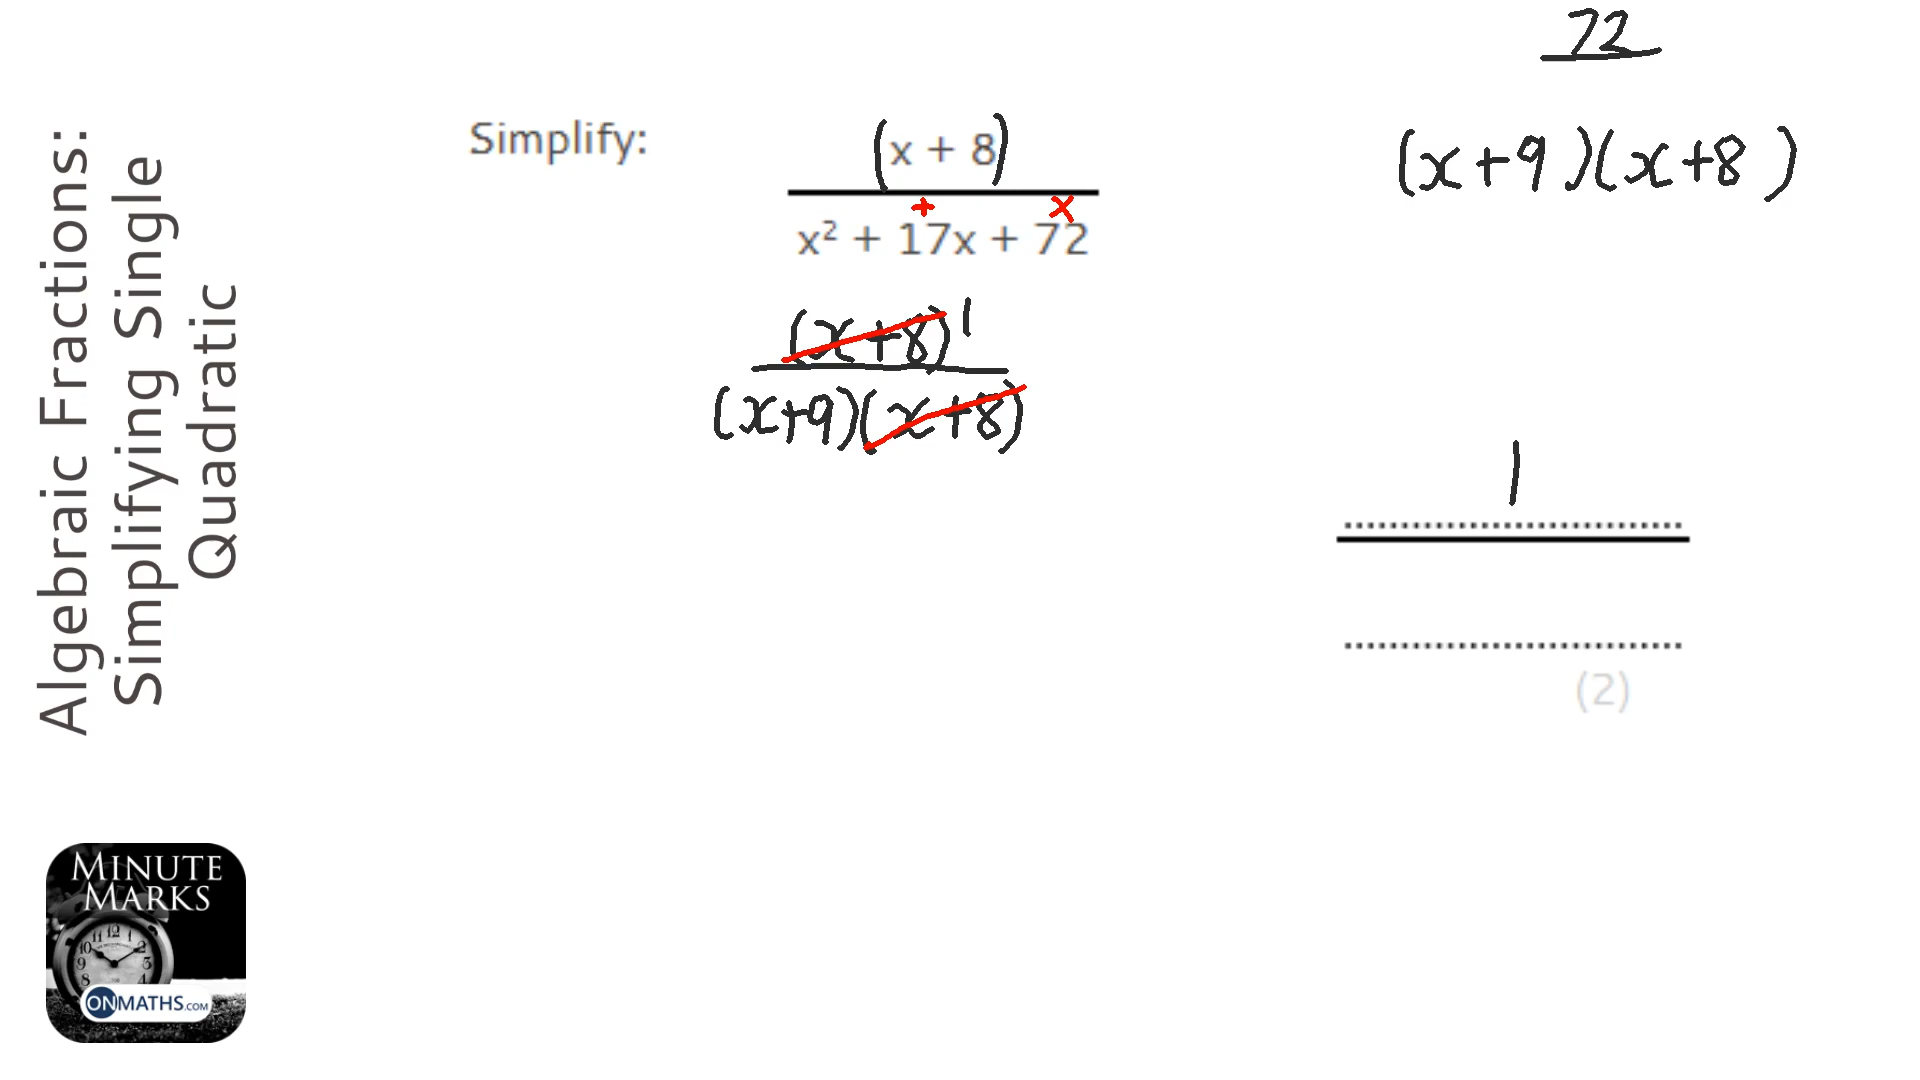 Algebraic Fractions:
Simplifying Single
Quadratic
Simplify:
(x + 8)
+ x
x² + 17x + 72
(x+8) 1
(x+9)(x+8)
72
(x+9)(x+8)
1
(2)
MINUTE
MARKS
ONMATHS.COM